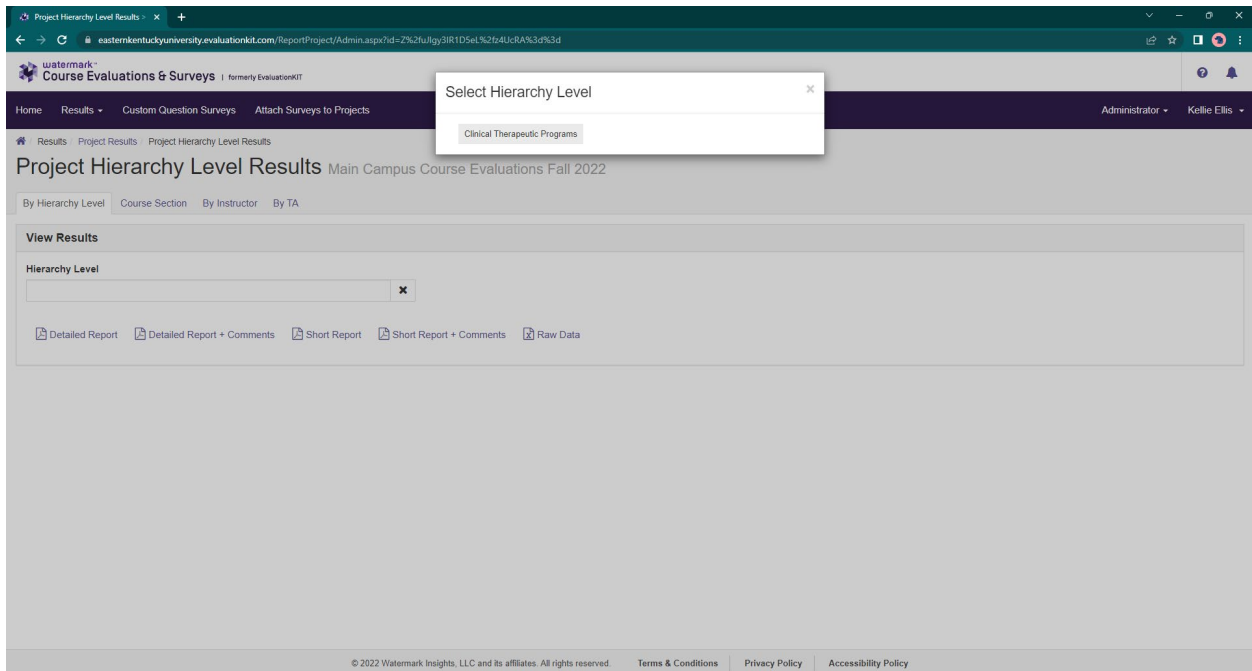 Project Hierarchy Level Results >
easternkentuckyuniversity.evaluationkit.com/ReportProject/Admin.aspx?id=Z%2fuJlgy3IR1D5eL%2fz4UcRA%3d%3d
watermark™
Course Evaluations & Surveys | formerly EvaluationKIT
Select Hierarchy Level
Clinical Therapeutic Programs
Home Results Custom Question Surveys Attach Surveys to Projects Administrator Kellie Ellis
/ Results / Project Results / Project Hierarchy Level Results
Project Hierarchy Level Results Main Campus Course Evaluations Fall 2022
By Hierarchy Level Course Section By Instructor By TA
View Results
Hierarchy Level
Detailed Report Detailed Report + Comments Short Report Short Report + Comments Raw Data
© 2022 Watermark Insights, LLC and its affiliates. All rights reserved. Terms & Conditions Privacy Policy Accessibility Policy